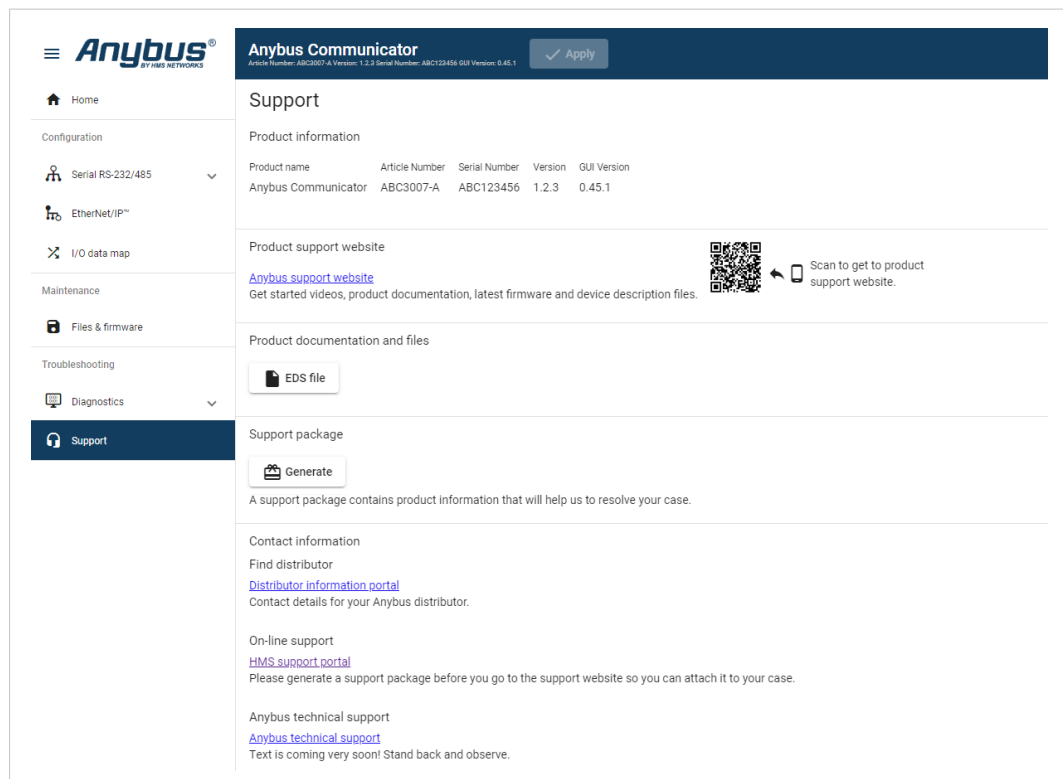 Anybus®
BY HMS NETWORKS
Home
Configuration
Serial RS-232/485
EtherNet/IP™
I/O data map
Maintenance
Files & firmware
Troubleshooting
Diagnostics
Support
Anybus Communicator
Article Number: ABC3007-A Version: 1.2.3 Serial Number: ABC123456 GUI Version: 0.45.1
Apply
Support
Product information
Product name Article Number Serial Number Version GUI Version
Anybus Communicator ABC3007-A ABC123456 1.2.3 0.45.1
Product support website
Anybus support website
Get started videos, product documentation, latest firmware and device description files.
Scan to get to product
support website.
Product documentation and files
EDS file
Support package
Generate
A support package contains product information that will help us to resolve your case.
Contact information
Find distributor
Distributor information portal
Contact details for your Anybus distributor.
On-line support
HMS support portal
Please generate a support package before you go to the support website so you can attach it to your case.
Anybus technical support
Anybus technical support
Text is coming very soon! Stand back and observe.